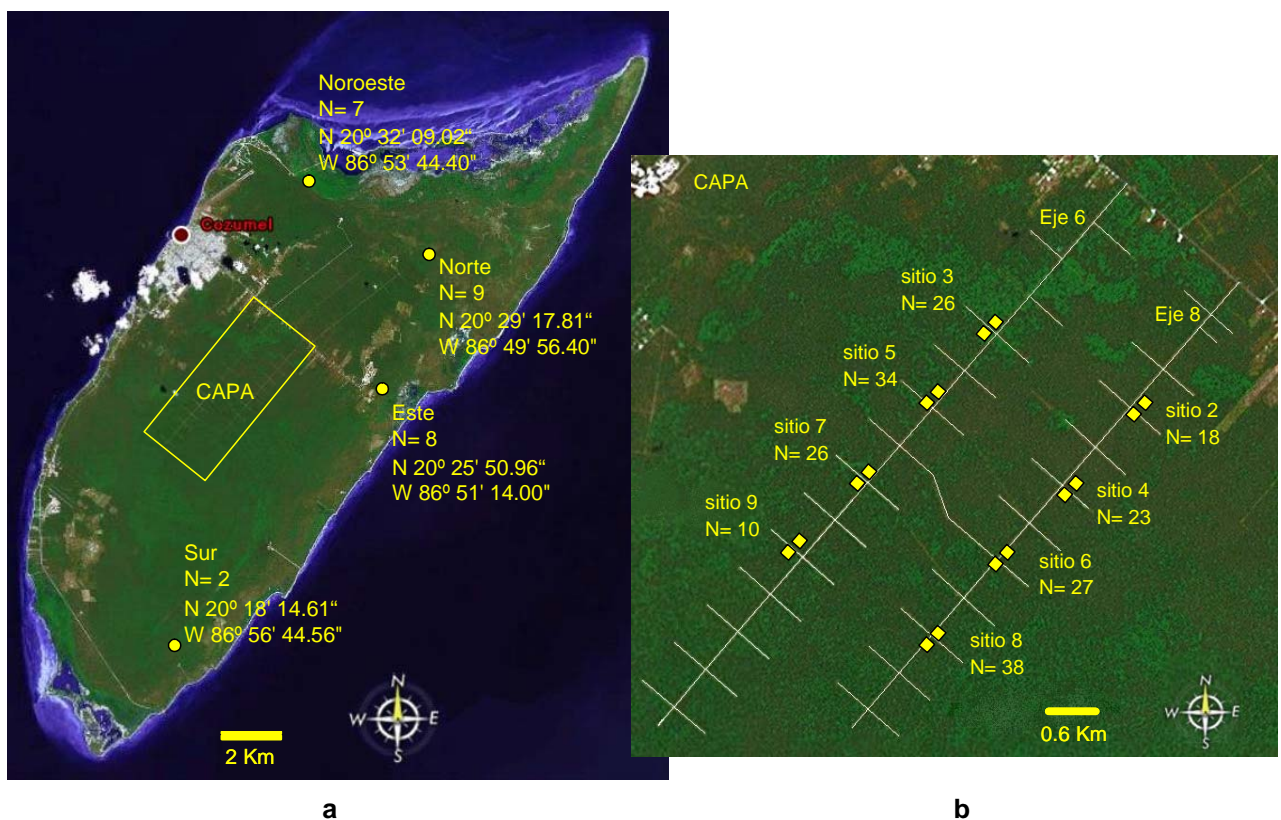 Noroeste
N= 7
N 20º 32' 09.02“
W 86º 53' 44.40"
Cozumel
Norte
N= 9
N 20º 29' 17.81“
W 86º 49' 56.40"
CAPA
Este
N= 8
N 20º 25' 50.96“
W 86º 51' 14.00"
Sur
N= 2
N 20º 18' 14.61“
W 86º 56' 44.56"
N
W
E
S
2 Km
a
CAPA
Eje 6
sitio 3
N= 26
Eje 8
sitio 5
N= 34
sitio 2
N= 18
sitio 7
N= 26
sitio 4
N= 23
sitio 9
N= 10
sitio 6
N= 27
sitio 8
N= 38
N
W
E
S
0.6 Km
b